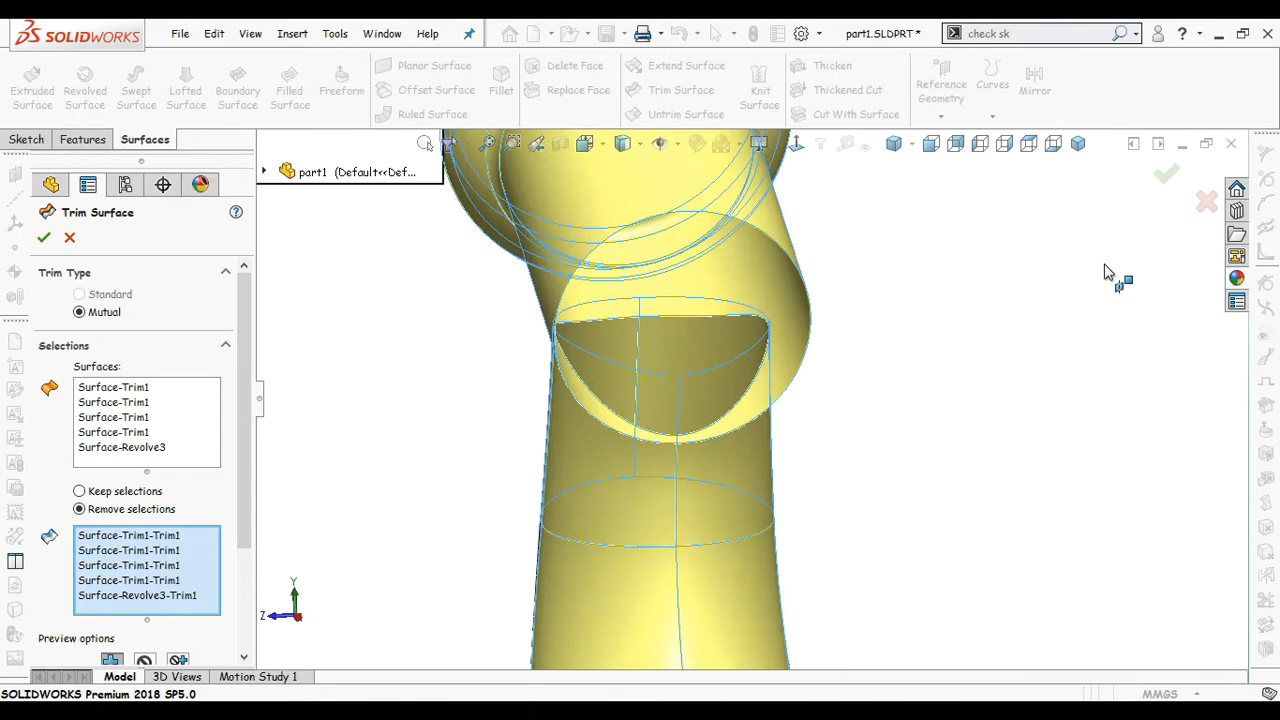 SOLIDWORKS
File Edit View Insert Tools Window Help
part1.SLDPRT *
check sk
?
Extruded Surface
Revolved Surface
Swept Surface
Lofted Surface
Boundary Surface
Filled Surface
Freeform
Planar Surface
Offset Surface
Ruled Surface
Fillet
Delete Face
Replace Face
Extend Surface
Trim Surface
Untrim Surface
Knit Surface
Thicken
Thickened Cut
Cut With Surface
Reference Geometry
Curves
Mirror
Sketch Features Surfaces
part1 (Default<<Def...
Trim Surface
?
Trim Type
Standard
Mutual
Selections
Surfaces:
Surface-Trim1
Surface-Trim1
Surface-Trim1
Surface-Trim1
Surface-Revolve3
Keep selections
Remove selections
Surface-Trim1-Trim1
Surface-Trim1-Trim1
Surface-Trim1-Trim1
Surface-Trim1-Trim1
Surface-Revolve3-Trim1
Preview options
Y
Z
Model 3D Views Motion Study 1
SOLIDWORKS Premium 2018 SP5.0
MMGS